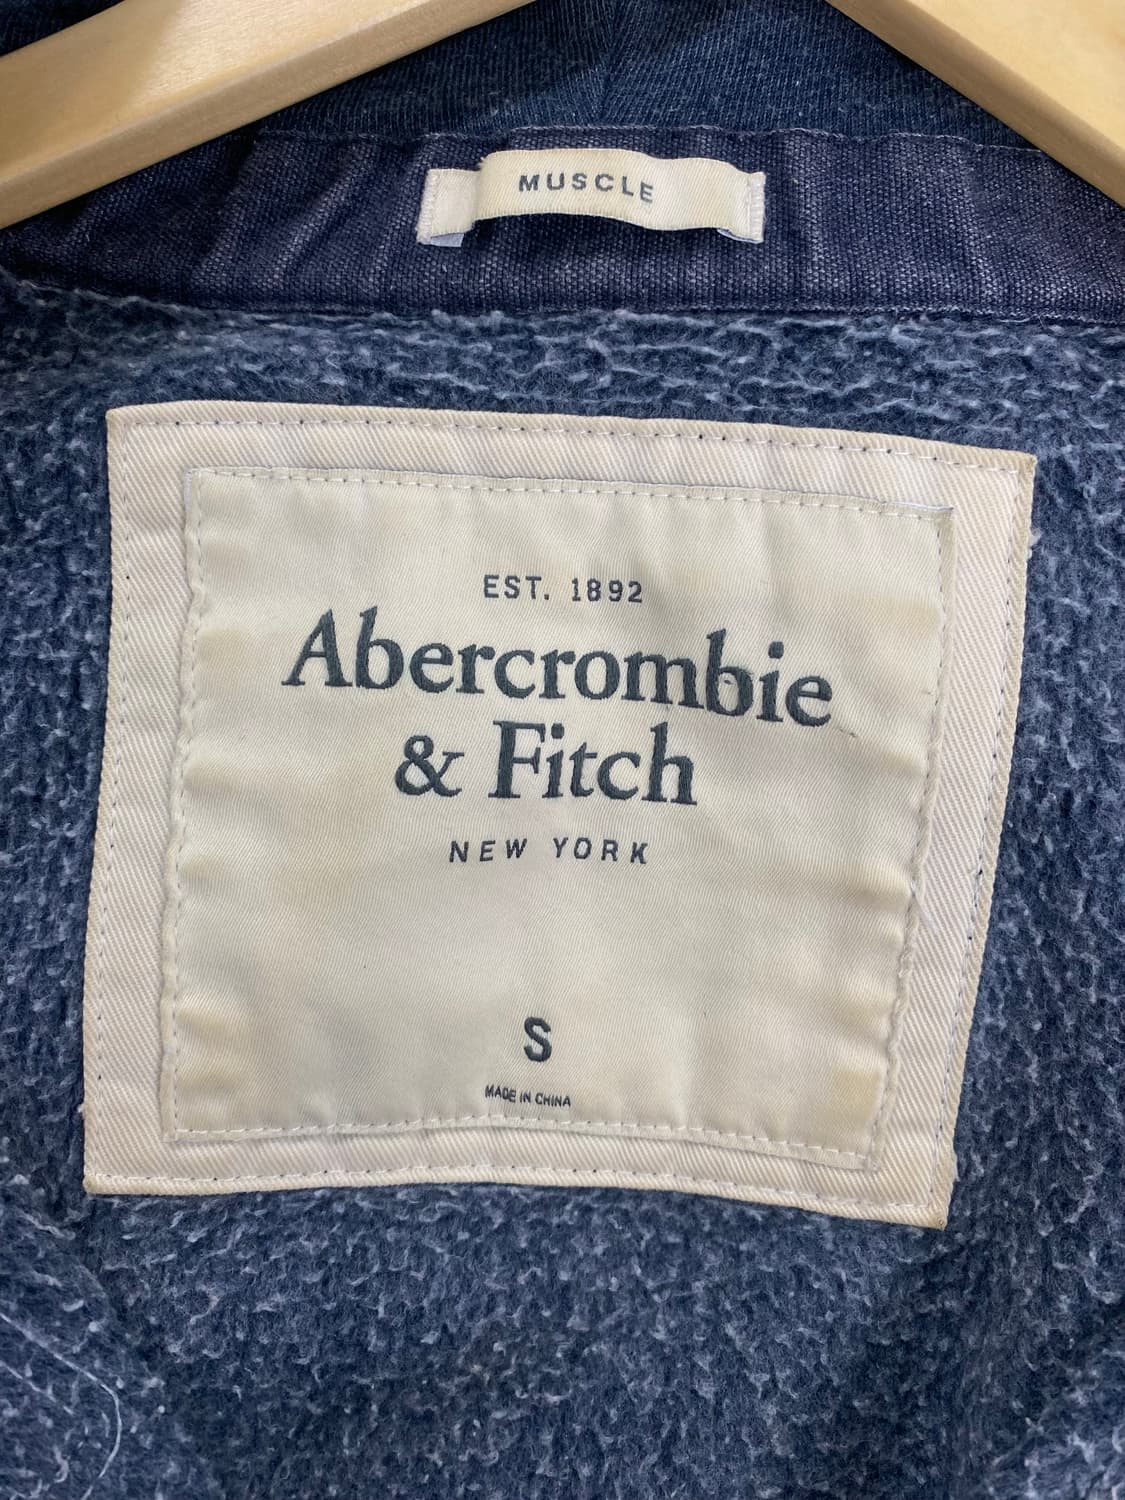 MUSCLE
EST. 1892
Abercrombie
& Fitch
NEW YORK
S
MADE IN CHINA